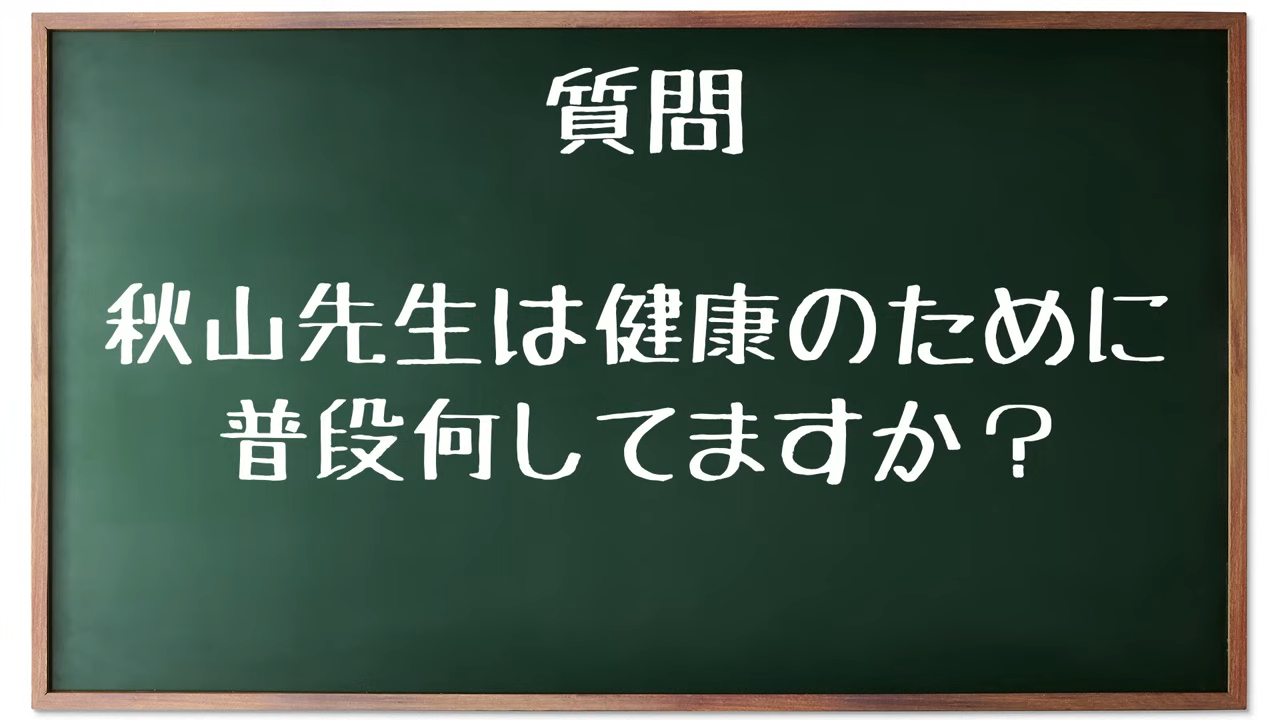 質問
秋山先生は健康のために
普段何してますか？